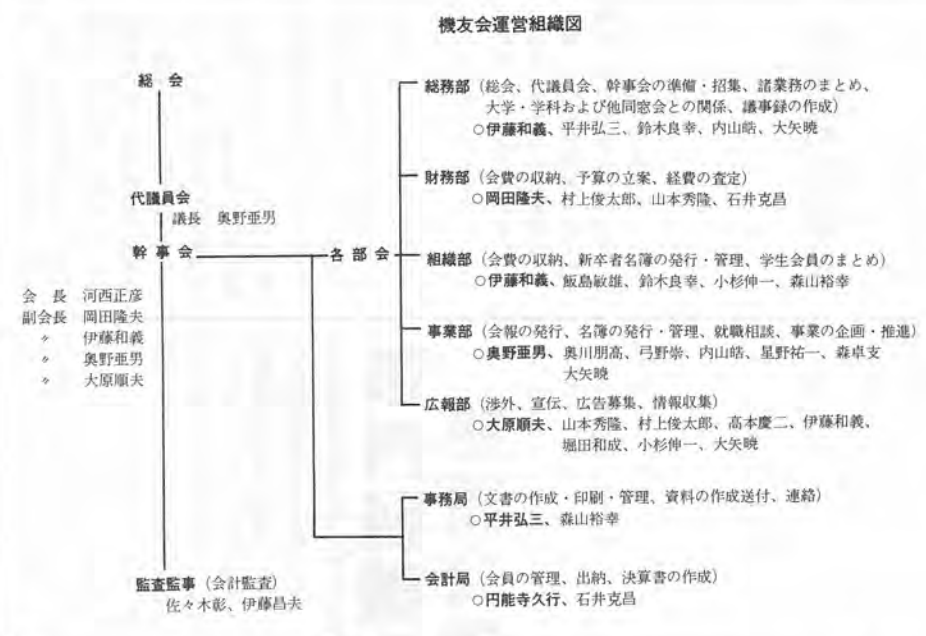 機友会運営組織図
総会
代議員会
議長 奥野亜男
幹事会
会長 河西正彦
副会長 岡田隆夫
〃 伊藤和義
〃 奥野亜男
〃 大原順夫
監査監事(会計監査)
佐々木彰、伊藤昌夫
各部会
総務部(総会、代議員会、幹事会の準備・招集、諸業務のまとめ、
大学・学科および他同窓会との関係、議事録の作成)
○伊藤和義、平井弘三、鈴木良幸、内山皓、大矢暁
財務部(会費の収納、予算の立案、経費の査定)
○岡田隆夫、村上俊太郎、山本秀隆、石井克昌
組織部(会費の収納、新卒者名簿の発行・管理、学生会員のまとめ)
○伊藤和義、飯島敏雄、鈴木良幸、小杉伸一、森山裕幸
事業部(会報の発行、名簿の発行・管理、就職相談、事業の企画・推進)
○奥野亜男、奥川朋高、弓野崇、内山皓、星野祐一、森卓支
大矢暁
広報部(渉外、宣伝、広告募集、情報収集)
○大原順夫、山本秀隆、村上俊太郎、高本慶二、伊藤和義、
堀田和成、小杉伸一、大矢暁
事務局(文書の作成・印刷・管理、資料の作成送付、連絡)
○平井弘三、森山裕幸
会計局(会員の管理、出納、決算書の作成)
○円能寺久行、石井克昌